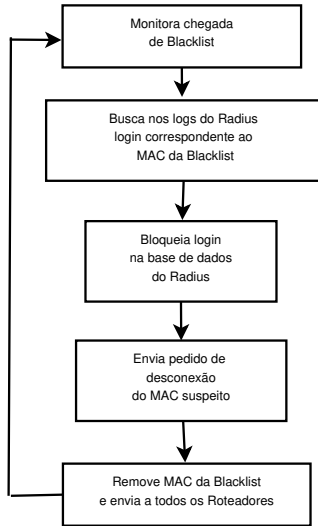 Monitora chegada
de Blacklist
Busca nos logs do Radius
login correspondente ao
MAC da Blacklist
Bloqueia login
na base de dados
do Radius
Envia pedido de
desconexão
do MAC suspeito
Remove MAC da Blacklist
e envia a todos os Roteadores